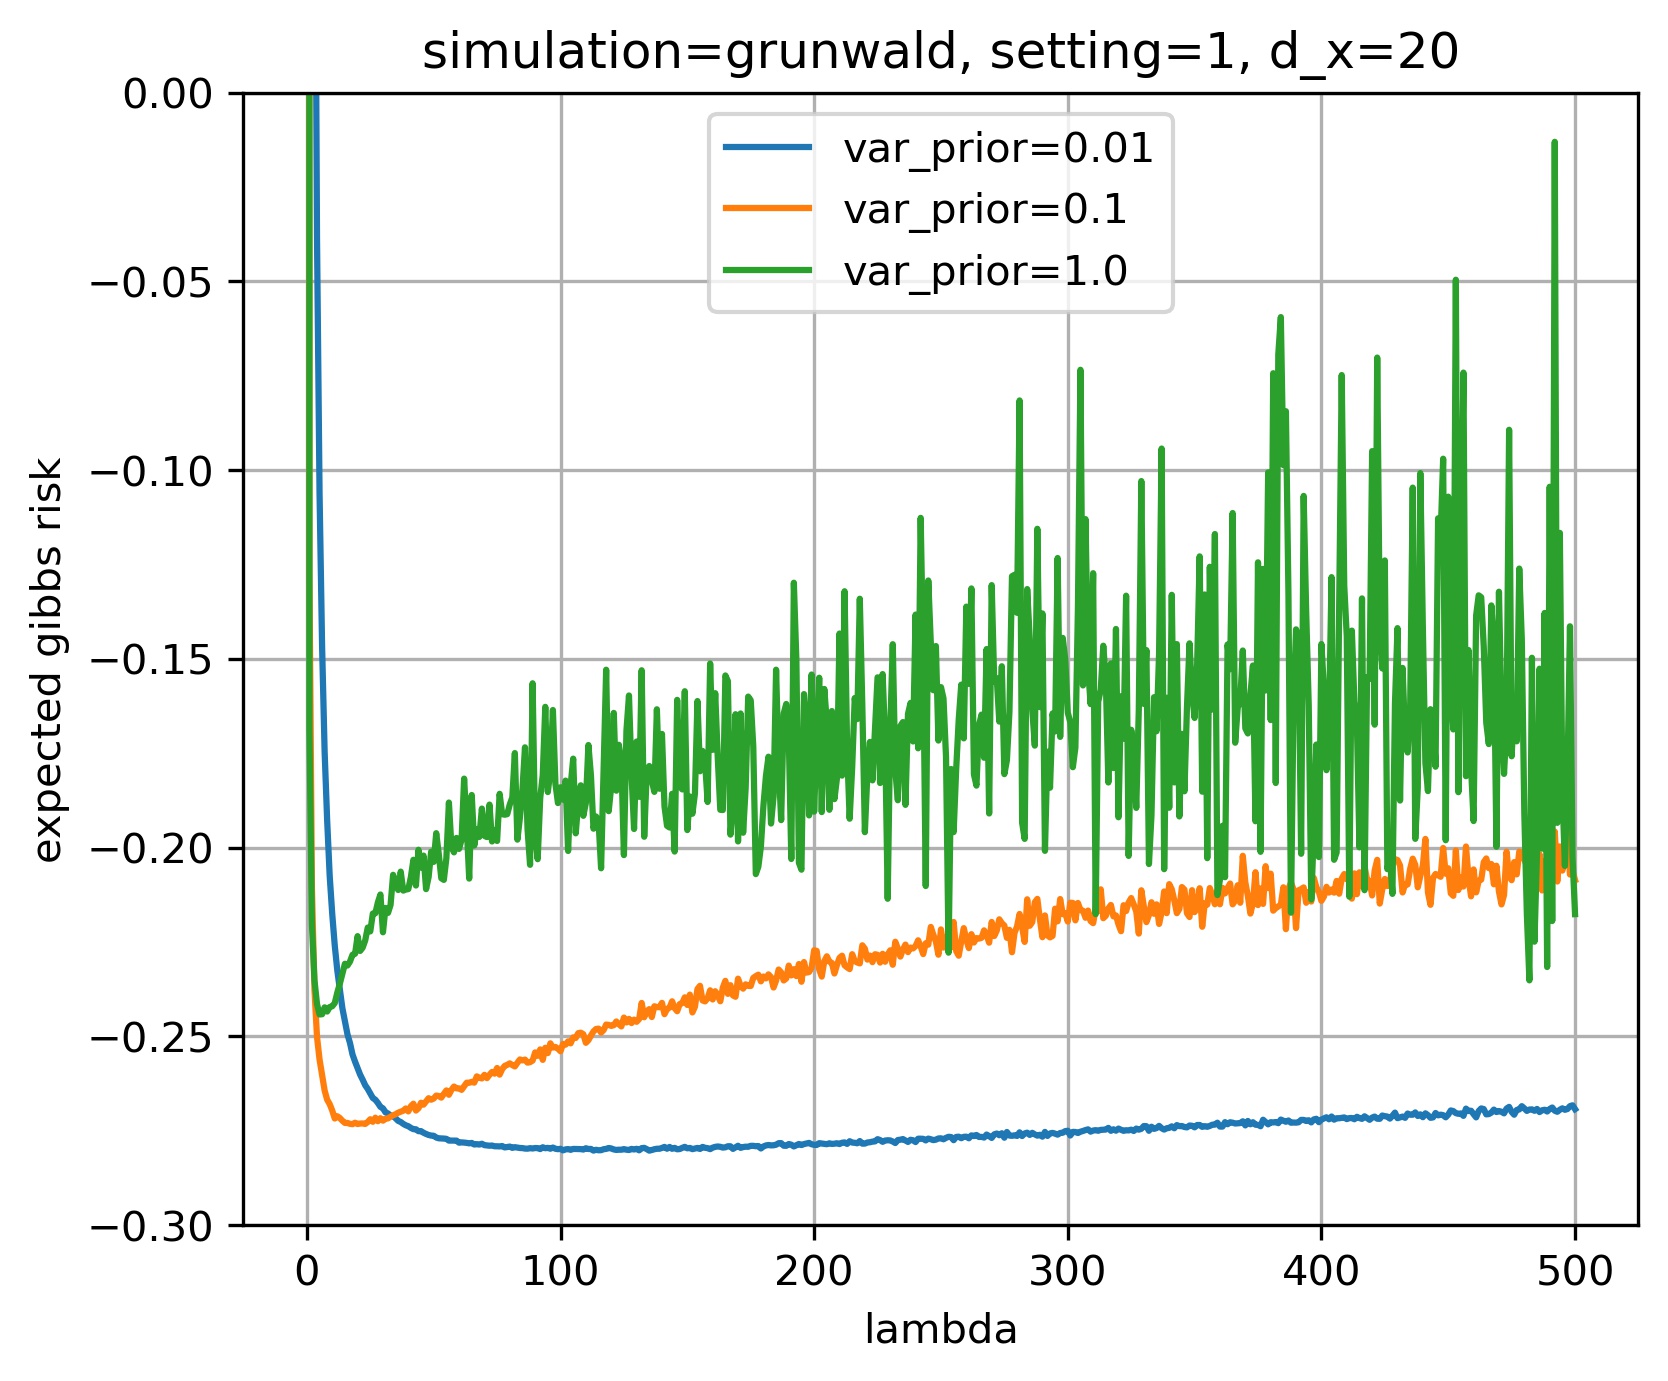 simulation=grunwald, setting=1, d_x=20
0.00
−0.05
−0.10
−0.15
−0.20
−0.25
−0.30
expected gibbs risk
var_prior=0.01
var_prior=0.1
var_prior=1.0
0 100 200 300 400 500
lambda